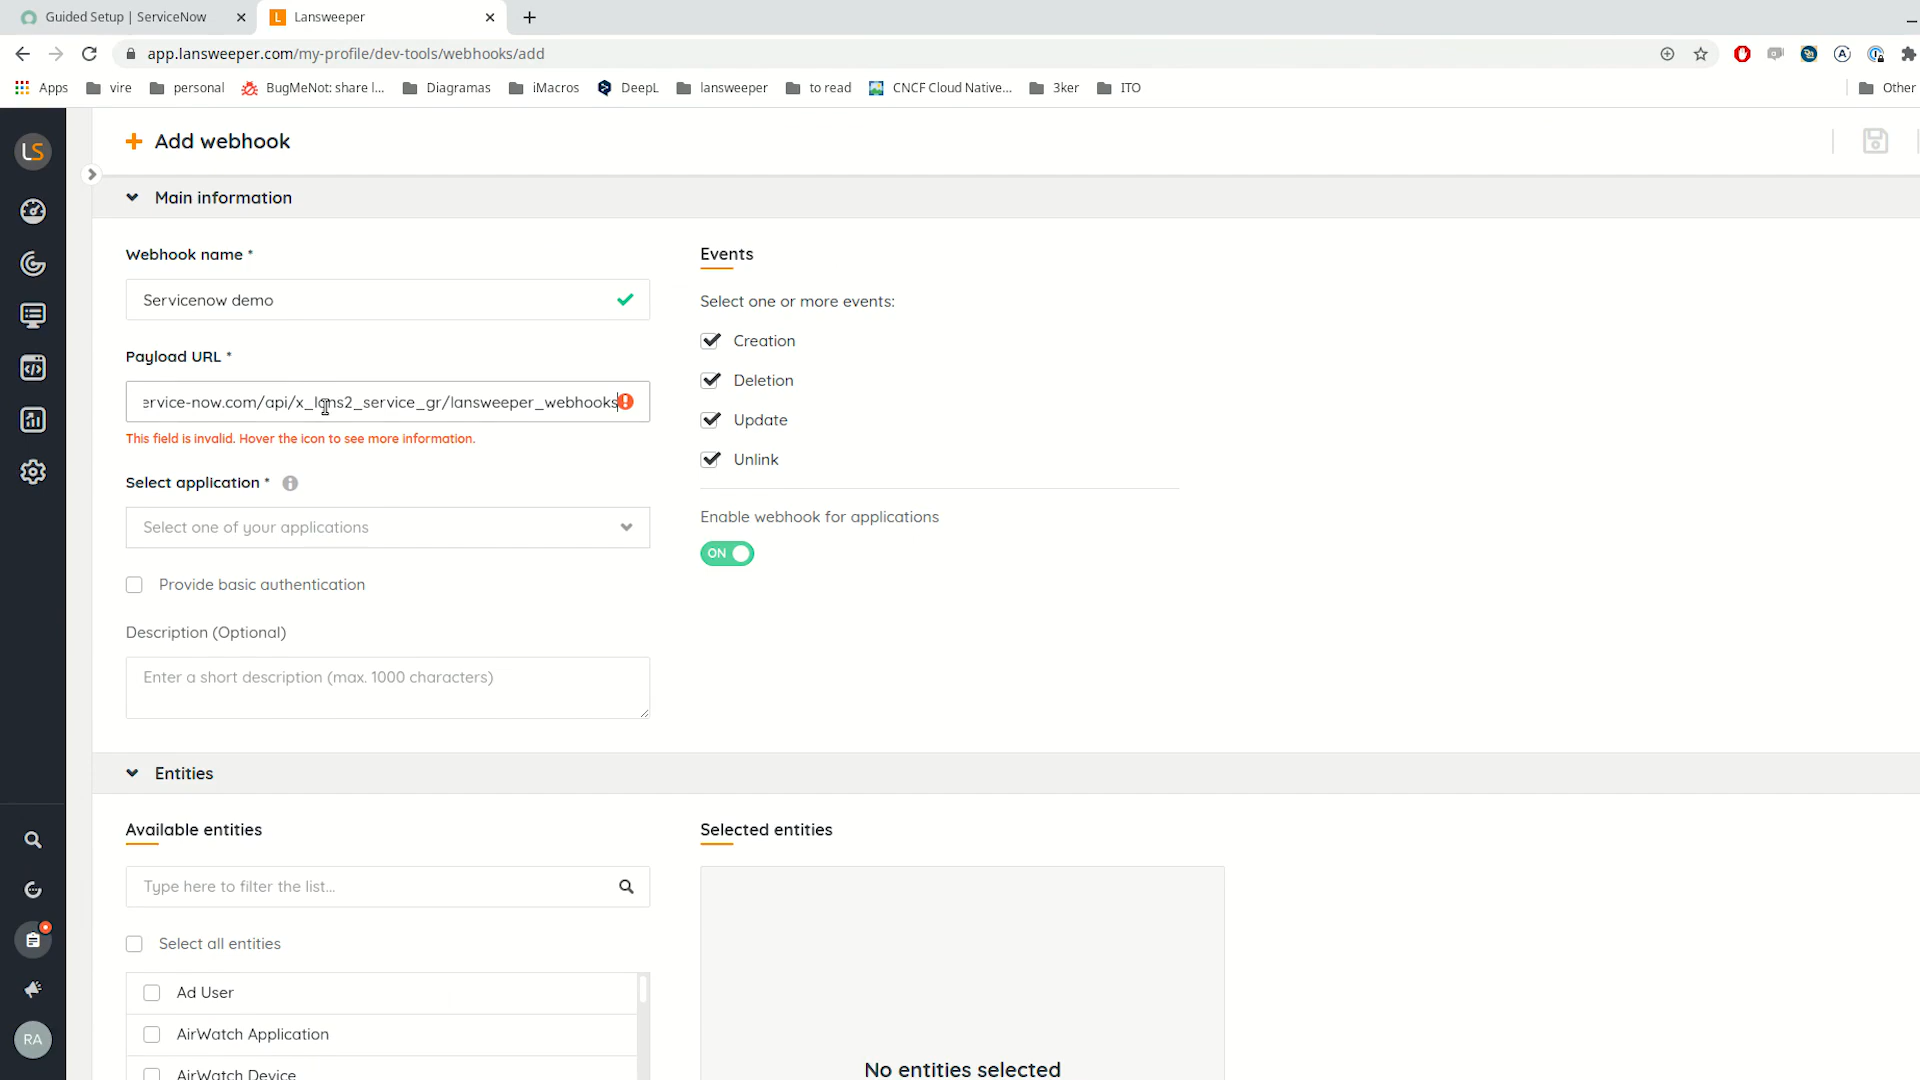 Guided Setup | ServiceNow
Lansweeper
app.lansweeper.com/my-profile/dev-tools/webhooks/add
Apps
vire
personal
BugMeNot: share l...
Diagramas
iMacros
DeepL
lansweeper
to read
CNCF Cloud Native...
3ker
ITO
Other
LS
Add webhook
Main information
Webhook name *
Servicenow demo
Payload URL *
ervice-now.com/api/x_lans2_service_gr/lansweeper_webhooks
This field is invalid. Hover the icon to see more information.
Select application *
Select one of your applications
Provide basic authentication
Description (Optional)
Enter a short description (max. 1000 characters)
Events
Select one or more events:
Creation
Deletion
Update
Unlink
Enable webhook for applications
ON
Entities
Available entities
Type here to filter the list...
Select all entities
Ad User
AirWatch Application
AirWatch Device
Selected entities
No entities selected
RA